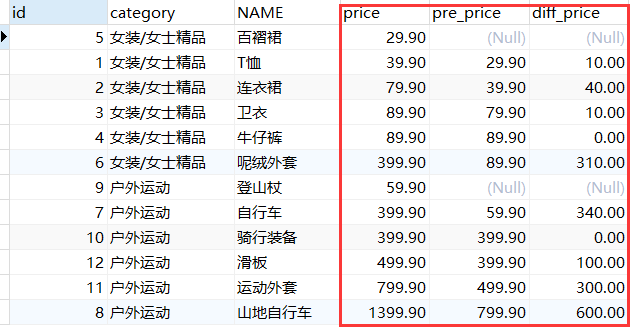 id category NAME price pre_price diff_price
5 女装/女士精品 百褶裙 29.90 (Null) (Null)
1 女装/女士精品 T恤 39.90 29.90 10.00
2 女装/女士精品 连衣裙 79.90 39.90 40.00
3 女装/女士精品 卫衣 89.90 79.90 10.00
4 女装/女士精品 牛仔裤 89.90 89.90 0.00
6 女装/女士精品 呢绒外套 399.90 89.90 310.00
9 户外运动 登山杖 59.90 (Null) (Null)
7 户外运动 自行车 399.90 59.90 340.00
10 户外运动 骑行装备 399.90 399.90 0.00
12 户外运动 滑板 499.90 399.90 100.00
11 户外运动 运动外套 799.90 499.90 300.00
8 户外运动 山地自行车 1399.90 799.90 600.00